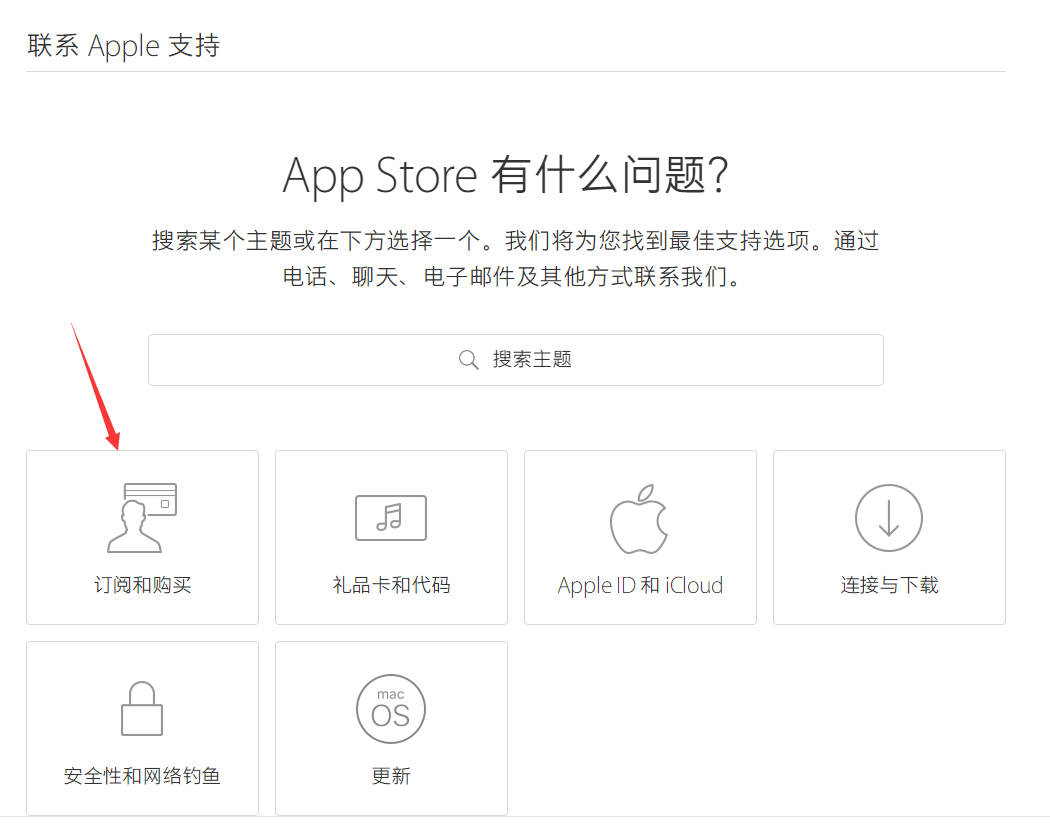 联系 Apple 支持
App Store 有什么问题？
搜索某个主题或在下方选择一个。我们将为您找到最佳支持选项。通过
电话、聊天、电子邮件及其他方式联系我们。
搜索主题
订阅和购买
礼品卡和代码
Apple ID 和 iCloud
连接与下载
安全性和网络钓鱼
mac
OS
更新